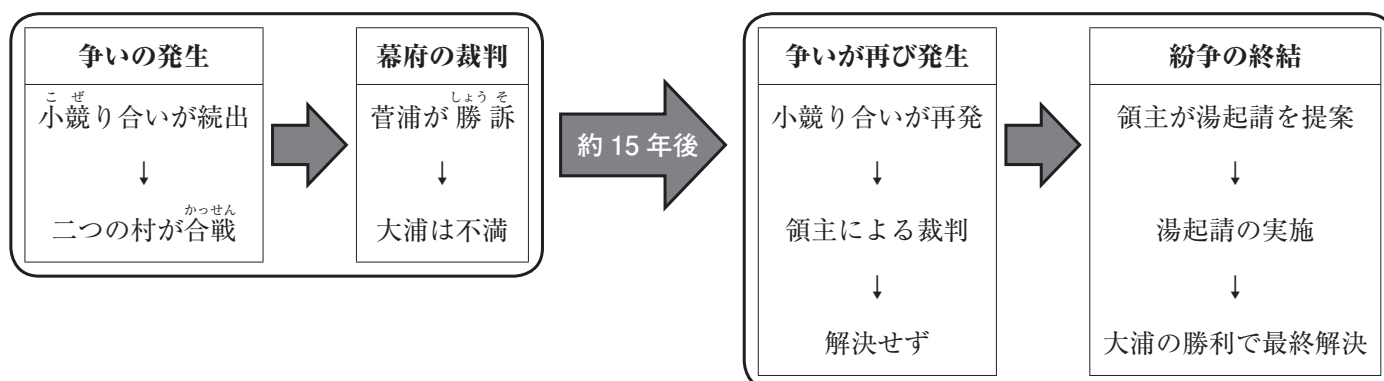 争いの発生
小競り合いが続出
こぜ
↓
二つの村が合戦
かっせん
幕府の裁判
菅浦が勝訴
しょうそ
↓
大浦は不満
約15年後
争いが再び発生
小競り合いが再発
↓
領主による裁判
↓
解決せず
紛争の終結
領主が湯起請を提案
↓
湯起請の実施
↓
大浦の勝利で最終解決